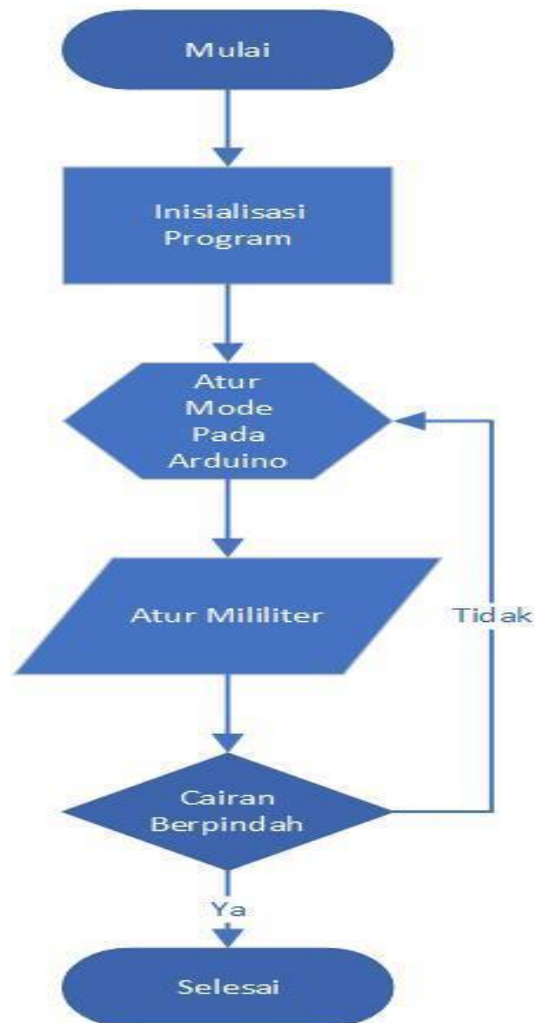 Mulai
Inisialisasi
Program
Atur
Mode
Pada
Arduino
Atur Mililiter
Tidak
Cairan
Berpindah
Ya
Selesai